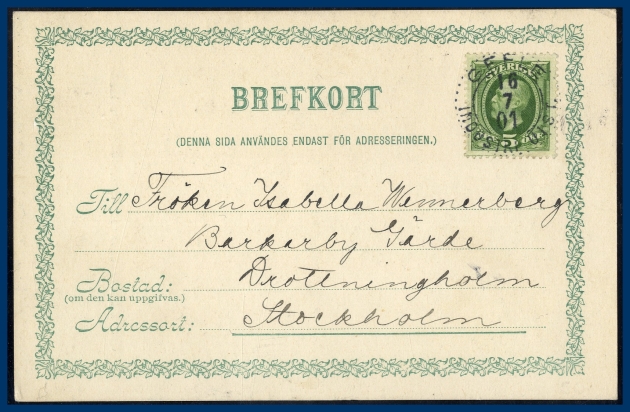 GEFLE
16
7
01
SVERIGE
5
BREFKORT
(DENNA SIDA ANVÄNDES ENDAST FÖR ADRESSERINGEN.)
Till Fröken Isabella Wennerberg
Barkarby Gärde
Bostad: Drottningholm
(om den kan uppgifvas.)
Adressort: Stockholm